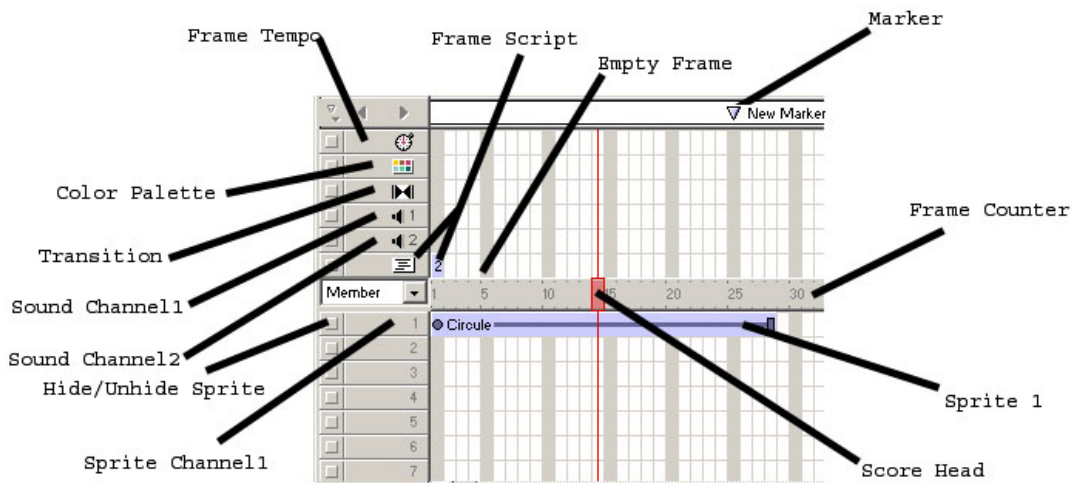 Marker
Frame Tempo
Frame Script
Empty Frame
New Marker
Color Palette
1
Frame Counter
2
Transition
2
Member
1 5 10 20 25 30
Sound Channel1
1 Circule
Sound Channel2
2
3
Hide/Unhide Sprite
4
Sprite 1
5
6
Sprite Channel1
Score Head
7